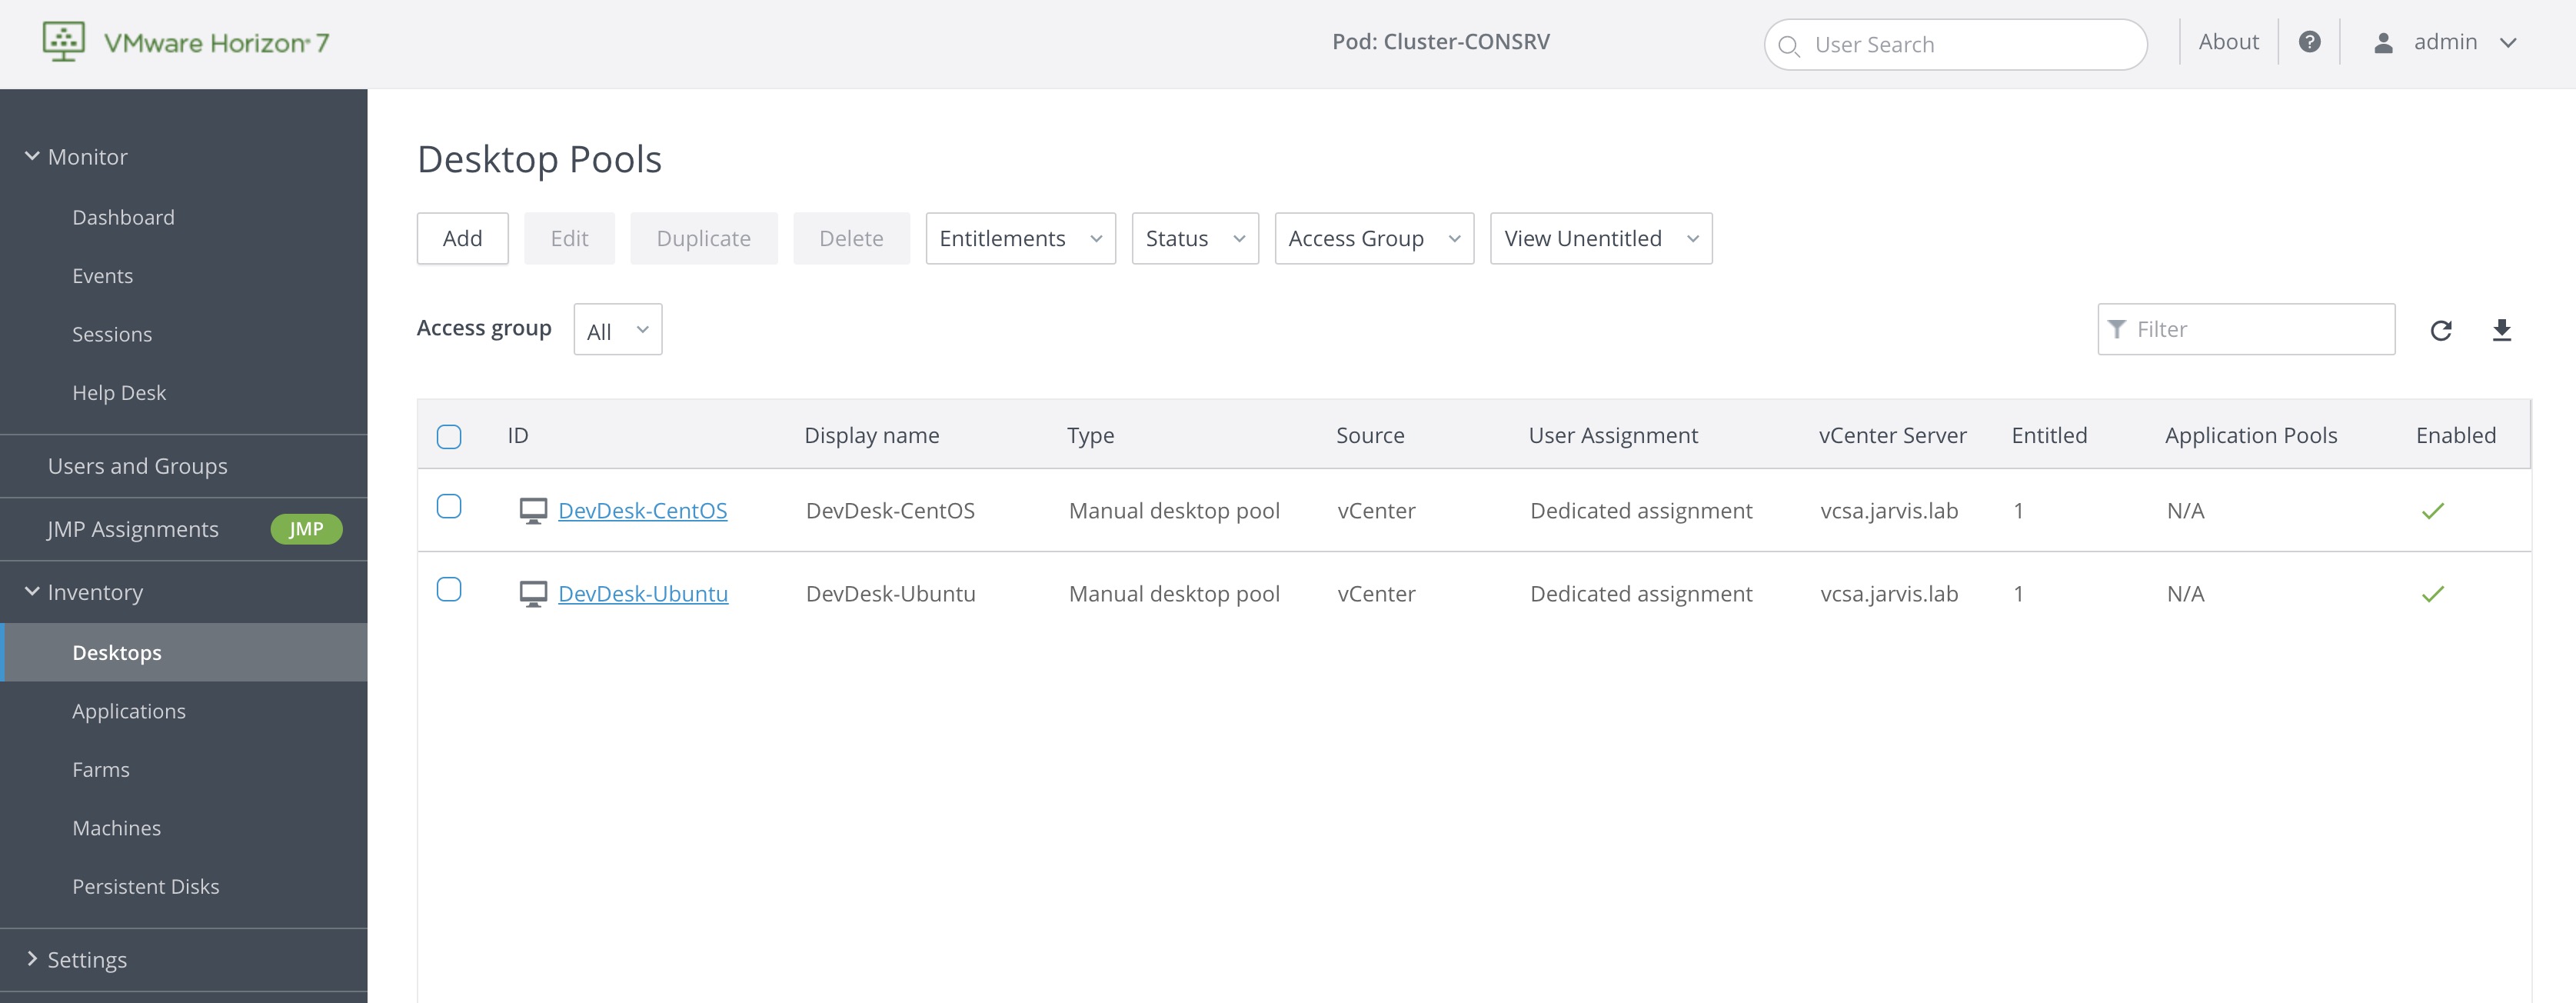 VMware Horizon® 7
Pod: Cluster-CONSRV
User Search
About
?
admin
Monitor
Dashboard
Events
Sessions
Help Desk
Users and Groups
JMP Assignments JMP
Inventory
Desktops
Applications
Farms
Machines
Persistent Disks
Settings
Desktop Pools
Add Edit Duplicate Delete Entitlements Status Access Group View Unentitled
Access group All Filter
ID Display name Type Source User Assignment vCenter Server Entitled Application Pools Enabled
DevDesk-CentOS DevDesk-CentOS Manual desktop pool vCenter Dedicated assignment vcsa.jarvis.lab 1 N/A
DevDesk-Ubuntu DevDesk-Ubuntu Manual desktop pool vCenter Dedicated assignment vcsa.jarvis.lab 1 N/A